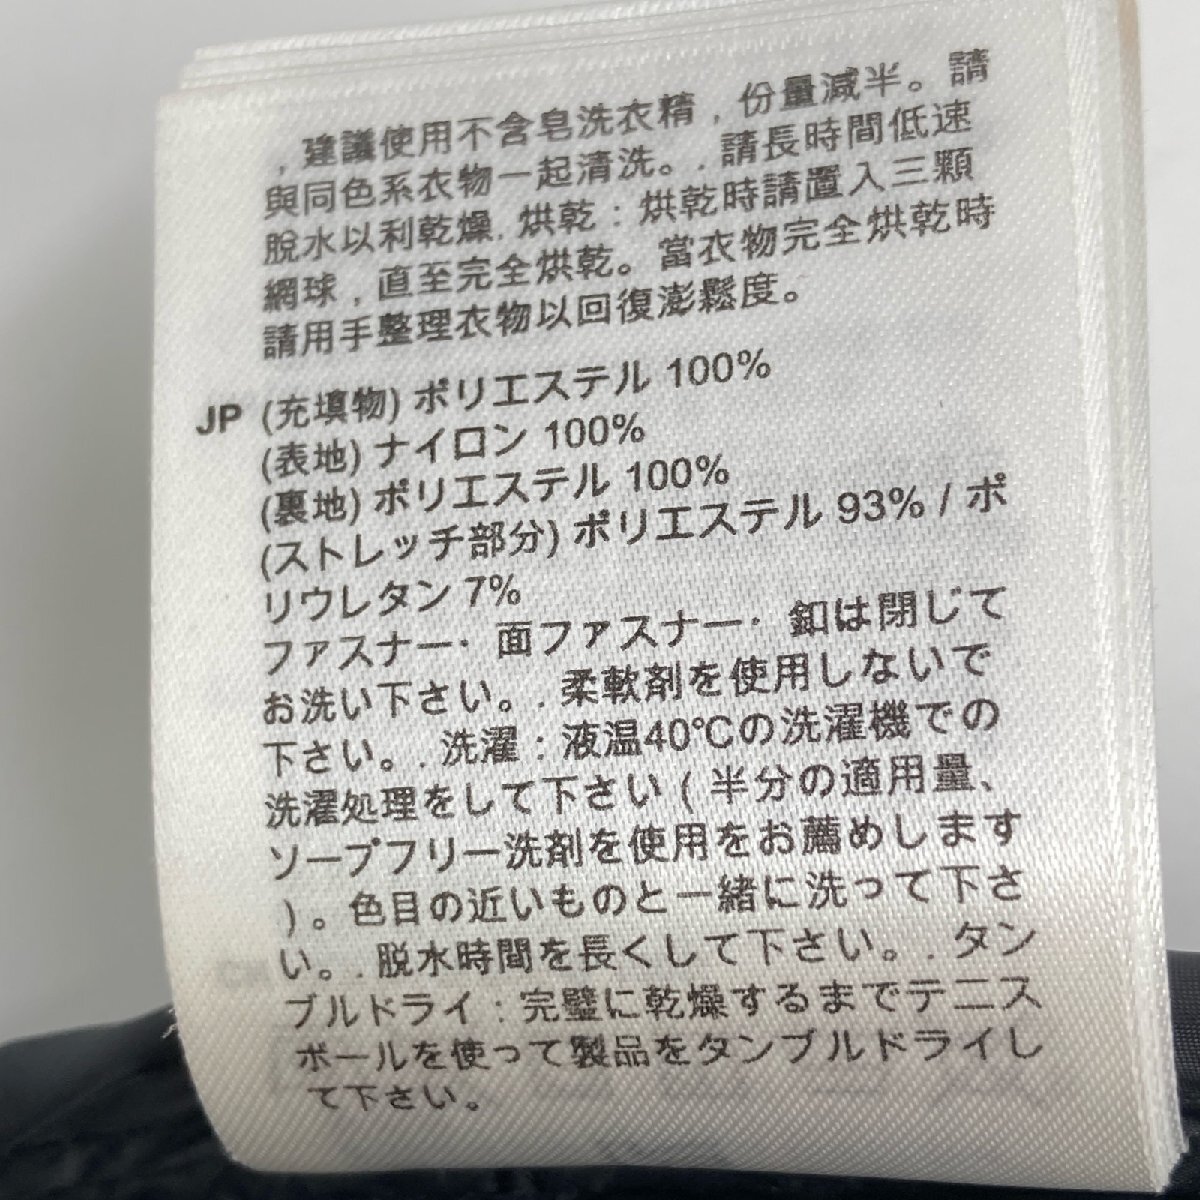 , 建議使用不含皂洗衣精 , 份量減半。請
與同色系衣物一起清洗。. 請長時間低速
脫水以利乾燥. 烘乾 : 烘乾時請置入三顆
網球 , 直至完全烘乾。當衣物完全烘乾時
請用手整理衣物以回復澎鬆度。
JP (充填物) ポリエステル 100%
(表地) ナイロン 100%
(裏地) ポリエステル 100%
(ストレッチ部分) ポリエステル 93% / ポ
リウレタン 7%
ファスナー・面ファスナー・釦は閉じて
お洗い下さい。. 柔軟剤を使用しないで
下さい。. 洗濯 : 液温40℃の洗濯機での
洗濯処理をして下さい ( 半分の適用量、
ソープフリー洗剤を使用をお薦めします
) 。色目の近いものと一緒に洗って下さ
い。. 脱水時間を長くして下さい。. タン
ブルドライ : 完璧に乾燥するまでテニス
ボールを使って製品をタンブルドライし
て下さい。